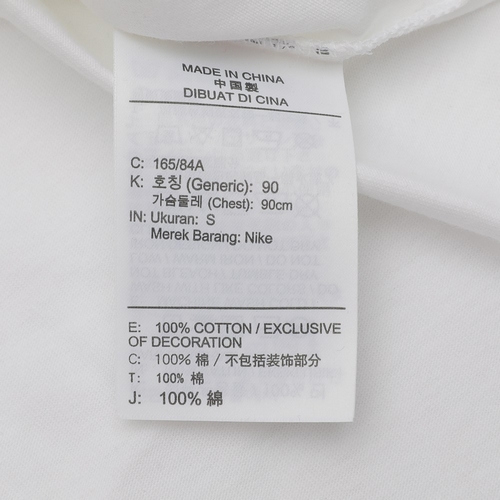 MADE IN CHINA
中国製
DIBUAT DI CINA
C: 165/84A
K: 호칭 (Generic): 90
가슴둘레 (Chest): 90cm
IN: Ukuran: S
Merek Barang: Nike
E: 100% COTTON / EXCLUSIVE
OF DECORATION
C: 100% 棉 / 不包括装饰部分
T: 100% 棉
J: 100% 綿